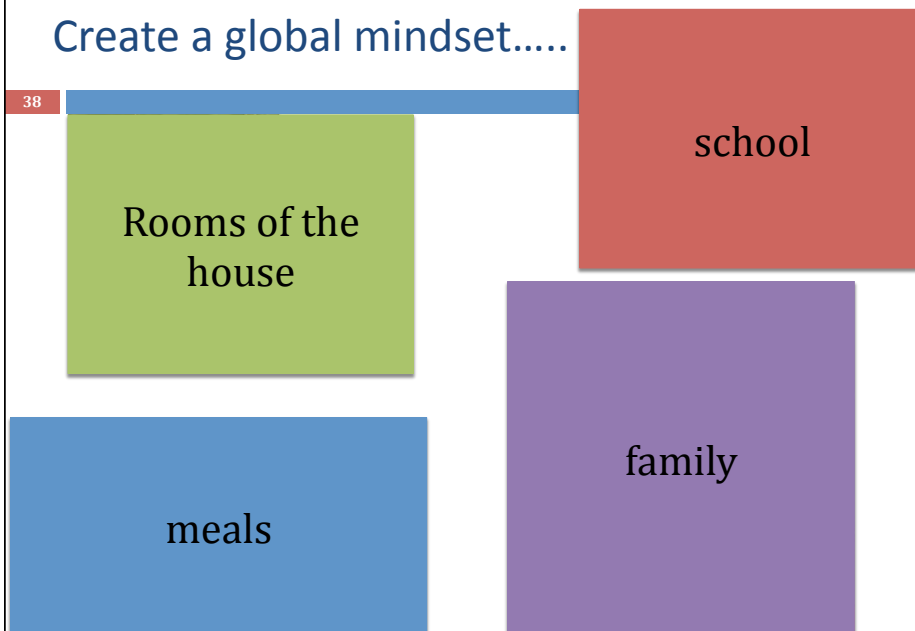 Create a global mindset.....
38
school
Rooms of the
house
family
meals